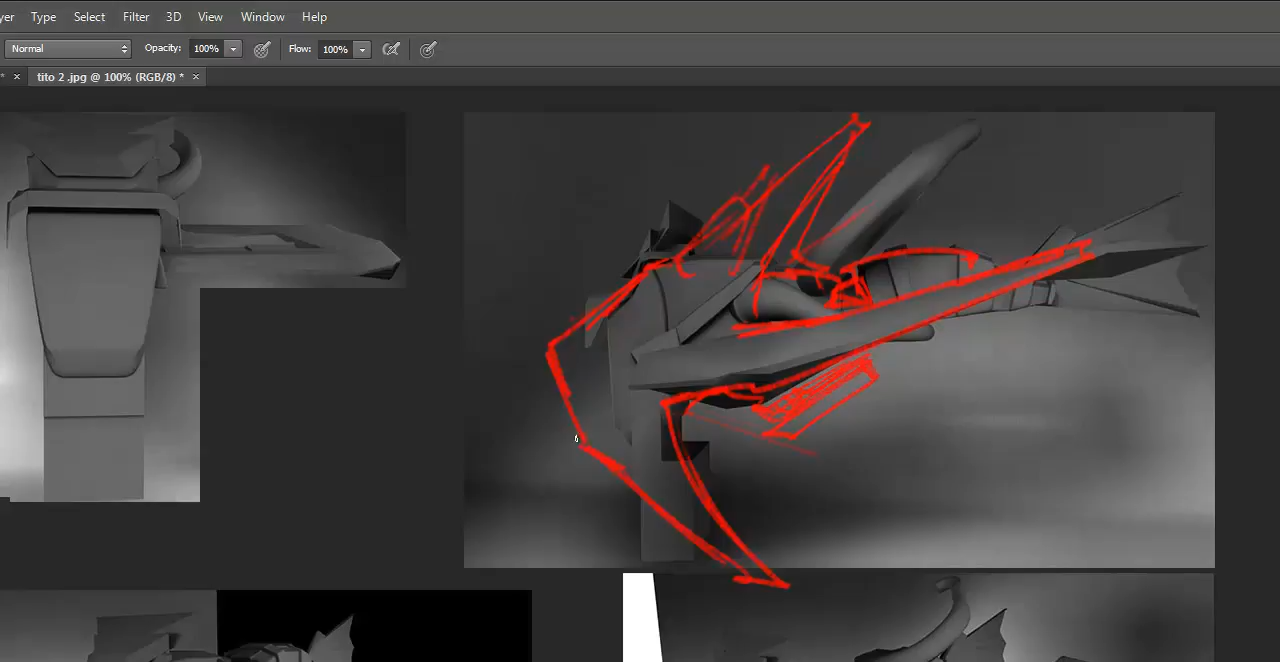 yer Type Select Filter 3D View Window Help
Normal Opacity: 100% Flow: 100%
* × tito 2 .jpg @ 100% (RGB/8) * ×